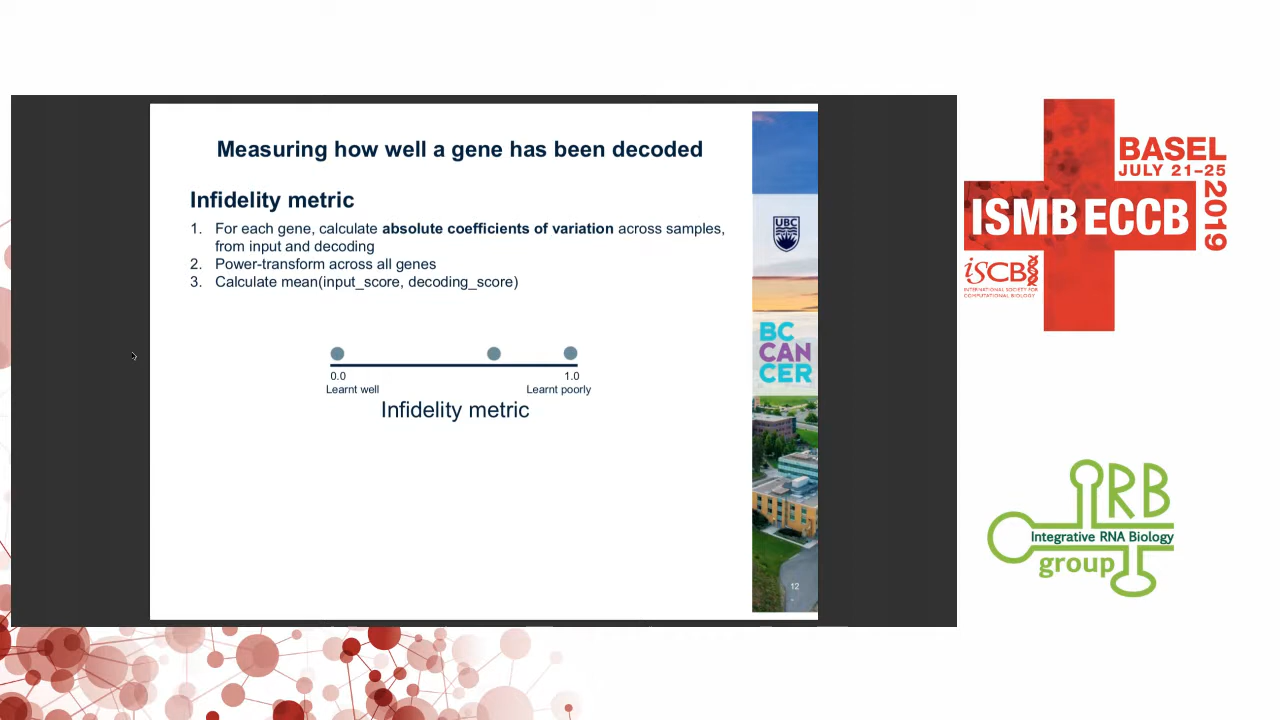 Measuring how well a gene has been decoded
Infidelity metric
1. For each gene, calculate absolute coefficients of variation across samples,
from input and decoding
2. Power-transform across all genes
3. Calculate mean(input_score, decoding_score)
0.0
1.0
Learnt well
Learnt poorly
Infidelity metric
UBC
BC
CAN
CER
12
BASEL
JULY 21–25
2019
ISMB ECCB
iSCB
INTERNATIONAL SOCIETY FOR
COMPUTATIONAL BIOLOGY
iRB
Integrative RNA Biology
group